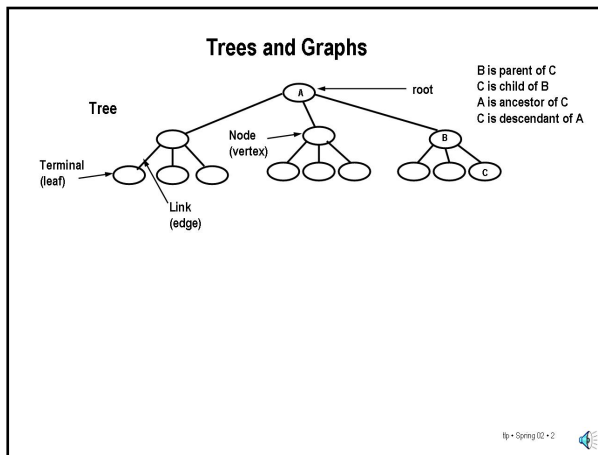 Trees and Graphs
B is parent of C
C is child of B
A is ancestor of C
C is descendant of A
A
root
Tree
Node
(vertex)
B
Terminal
(leaf)
C
Link
(edge)
tlp • Spring 02 • 2